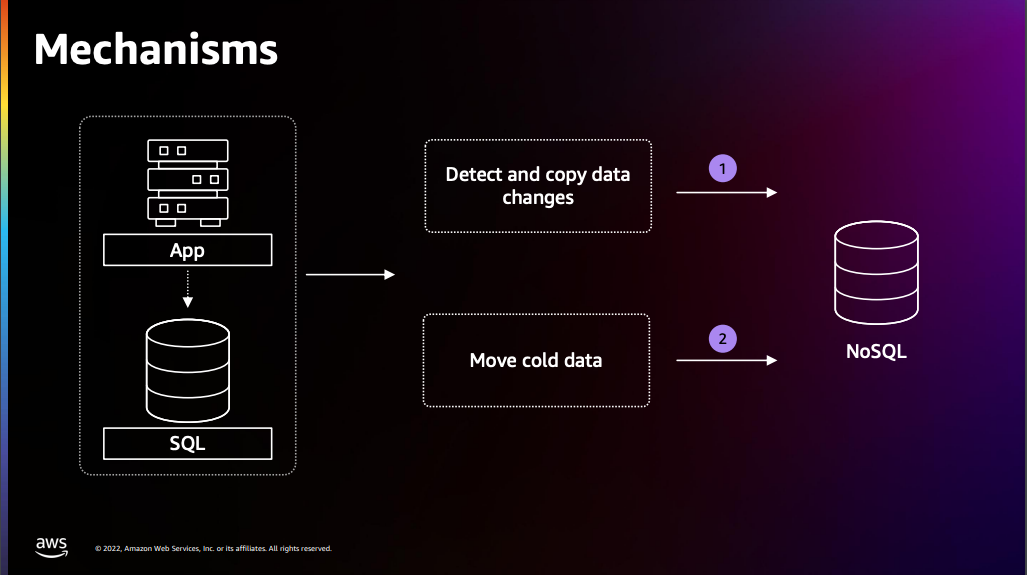 Mechanisms
App
SQL
Detect and copy data
changes
1
Move cold data
2
NoSQL
aws
© 2022, Amazon Web Services, Inc. or its affiliates. All rights reserved.